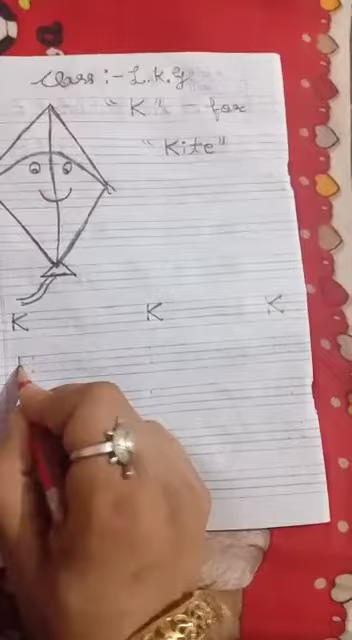 Class :- L.K.G
"K" - for
"Kite"
K K K